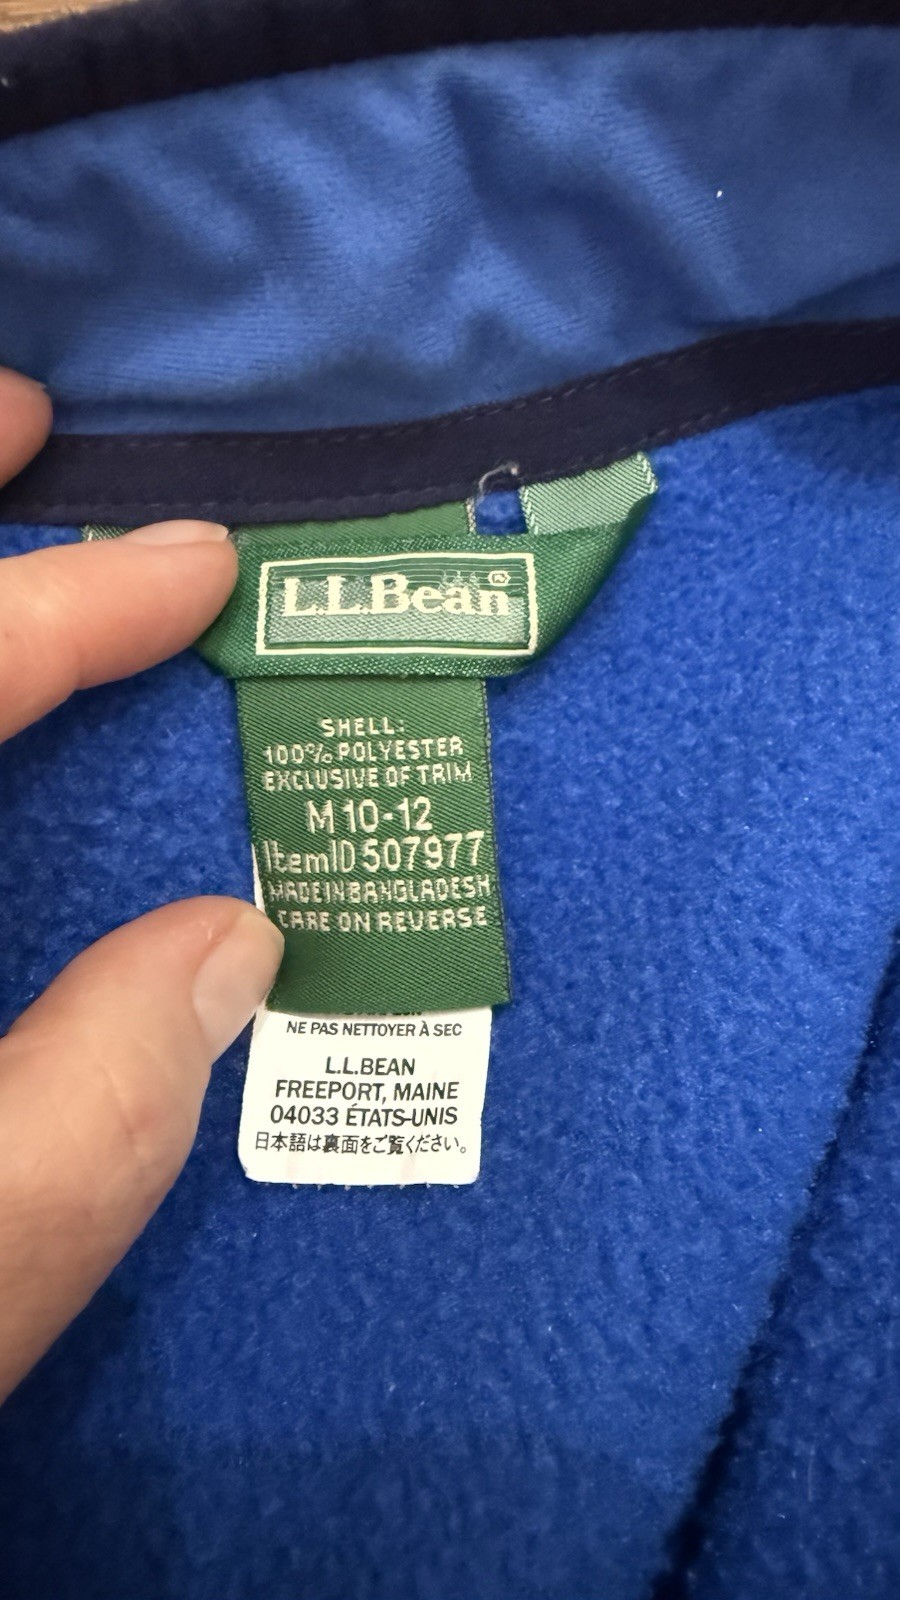 L.L.Bean®
SHELL:
100% POLYESTER
EXCLUSIVE OF TRIM
M 10-12
ItemID 507977
MADE IN BANGLADESH
CARE ON REVERSE
NE PAS NETTOYER À SEC
L.L.BEAN
FREEPORT, MAINE
04033 ÉTATS-UNIS
日本語は裏面をご覧ください。